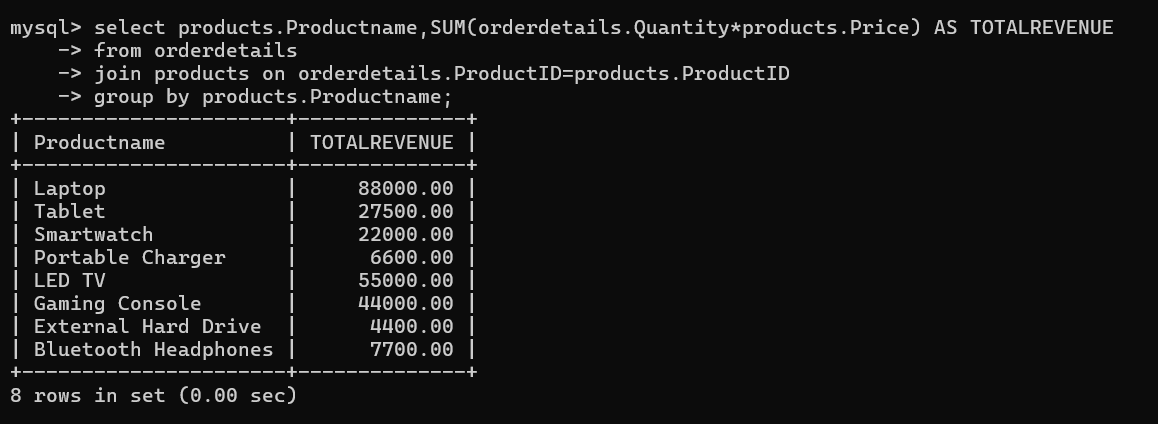 mysql> select products.Productname,SUM(orderdetails.Quantity*products.Price) AS TOTALREVENUE
    -> from orderdetails
    -> join products on orderdetails.ProductID=products.ProductID
    -> group by products.Productname;
+----------------------+--------------+
| Productname          | TOTALREVENUE |
+----------------------+--------------+
| Laptop               |     88000.00 |
| Tablet               |     27500.00 |
| Smartwatch           |     22000.00 |
| Portable Charger     |      6600.00 |
| LED TV               |     55000.00 |
| Gaming Console       |     44000.00 |
| External Hard Drive  |      4400.00 |
| Bluetooth Headphones |      7700.00 |
+----------------------+--------------+
8 rows in set (0.00 sec)